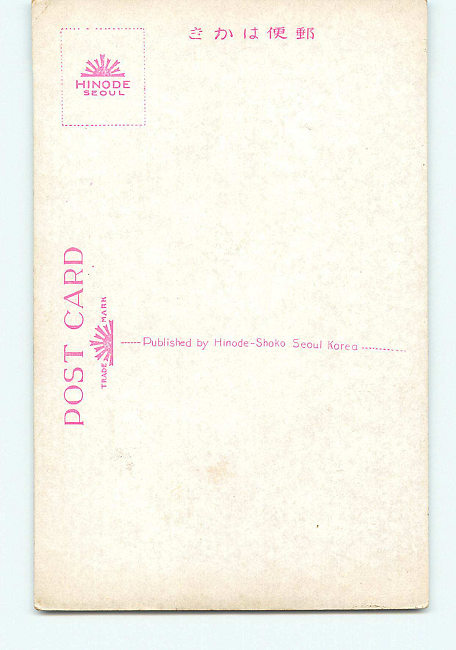 きかは便郵
HINODE
SEOUL
POST CARD
TRADE MARK
Published by Hinode-Shoko Seoul Korea